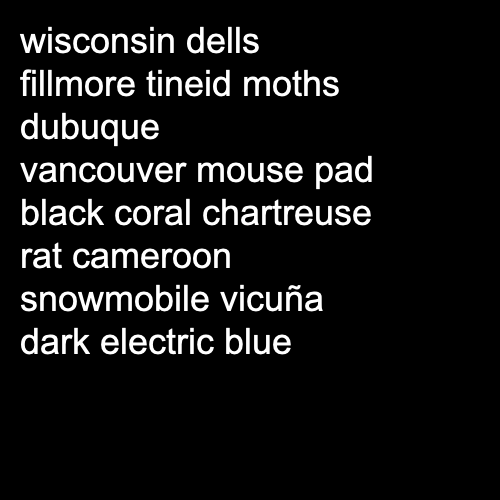 wisconsin dells
fillmore tineid moths
dubuque
vancouver mouse pad
black coral chartreuse
rat cameroon
snowmobile vicuña
dark electric blue